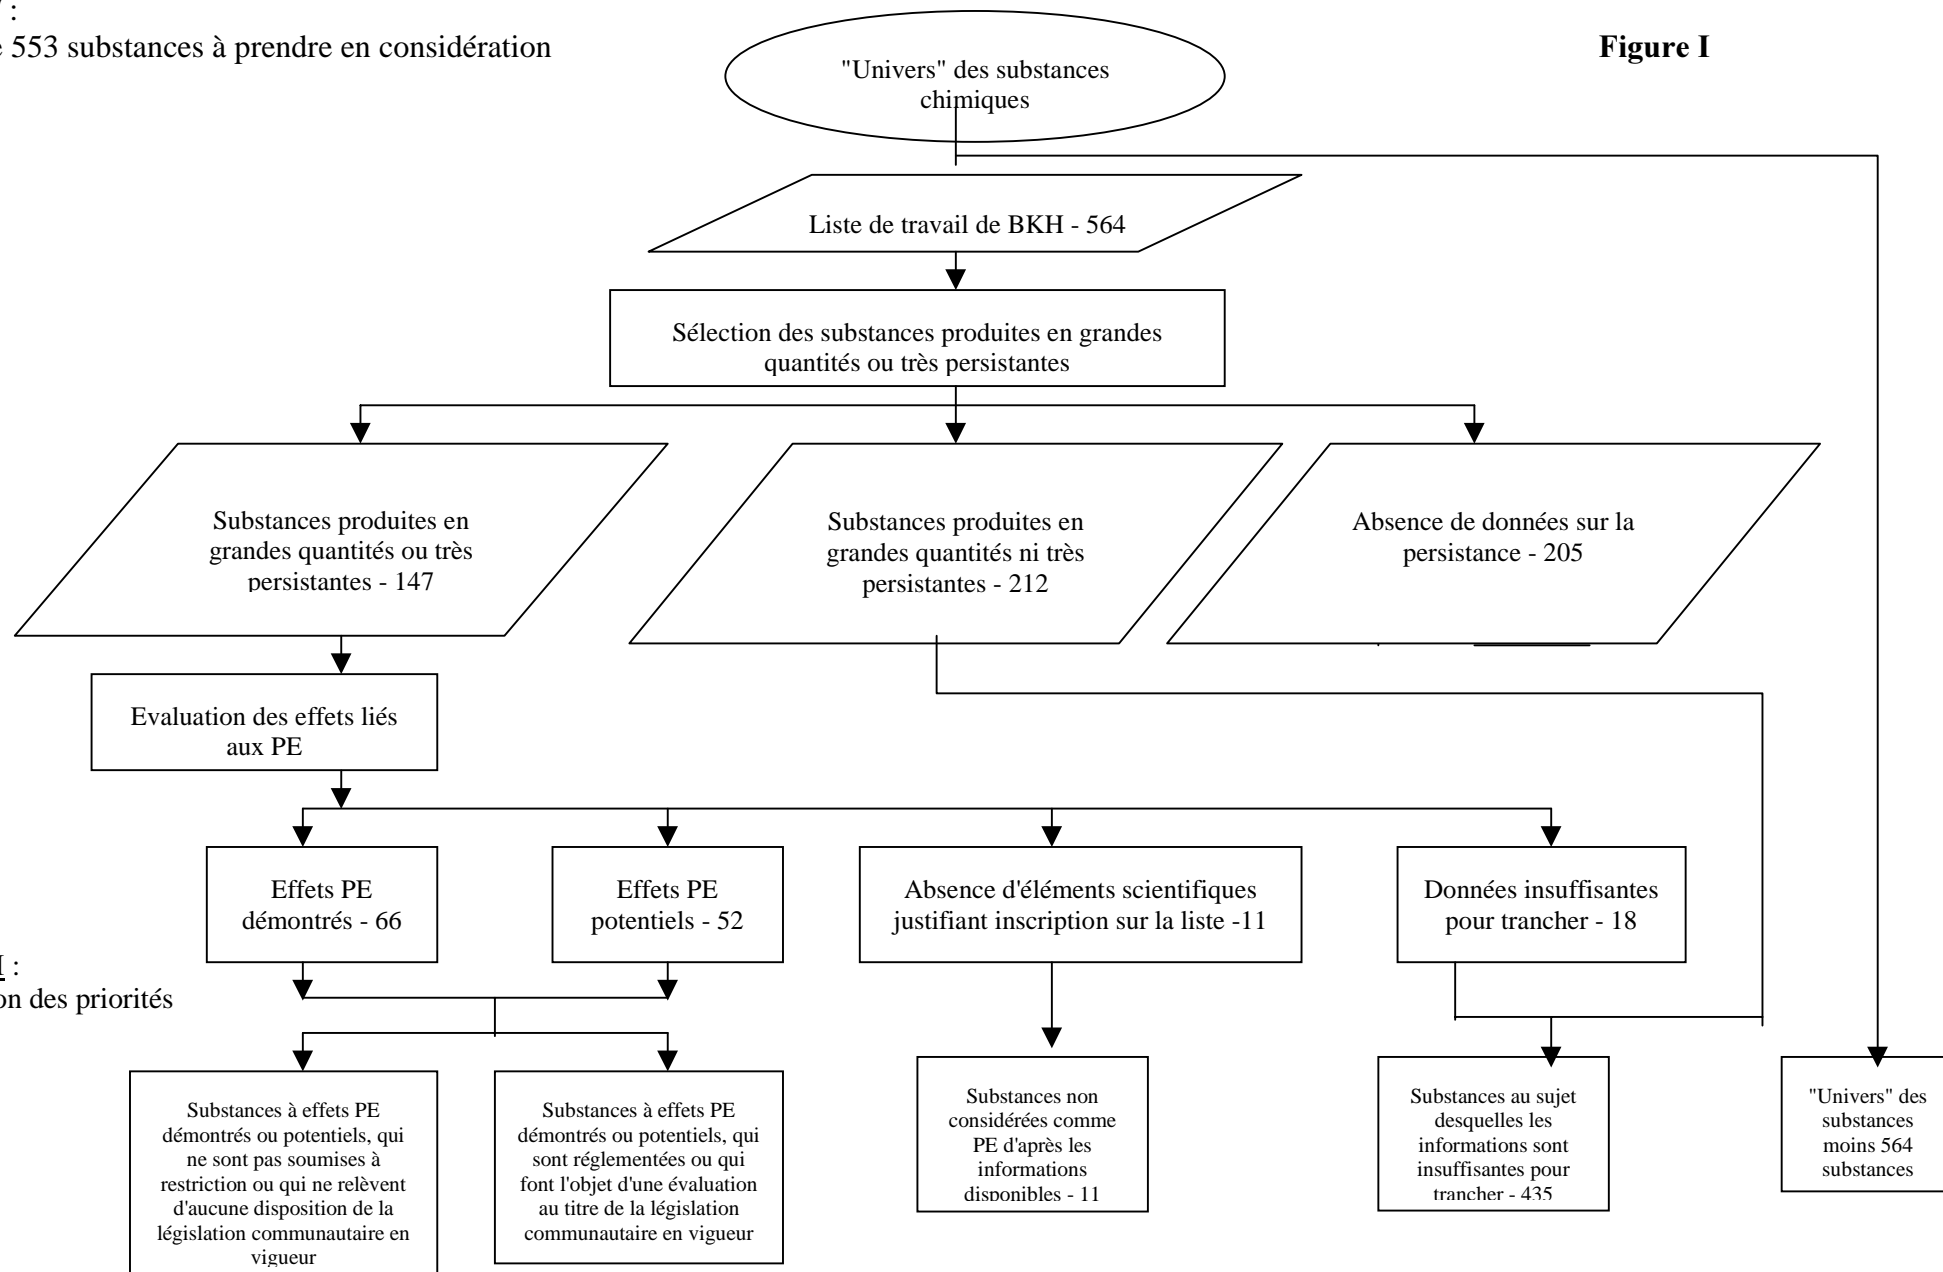 :
553 substances à prendre en considération
Figure I
"Univers" des substances
chimiques
Liste de travail de BKH - 564
Sélection des substances produites en grandes
quantités ou très persistantes
Substances produites en
grandes quantités ou très
persistantes - 147
Substances produites en
grandes quantités ni très
persistantes - 212
Absence de données sur la
persistance - 205
Evaluation des effets liés
aux PE
Effets PE
démontrés - 66
Effets PE
potentiels - 52
Absence d'éléments scientifiques
justifiant inscription sur la liste -11
Données insuffisantes
pour trancher - 18
:
on des priorités
Substances à effets PE
démontrés ou potentiels, qui
ne sont pas soumises à
restriction ou qui ne relèvent
d'aucune disposition de la
législation communautaire en
vigueur
Substances à effets PE
démontrés ou potentiels, qui
sont réglementées ou qui
font l'objet d'une évaluation
au titre de la législation
communautaire en vigueur
Substances non
considérées comme
PE d'après les
informations
disponibles - 11
Substances au sujet
desquelles les
informations sont
insuffisantes pour
trancher - 435
"Univers" des
substances
moins 564
substances